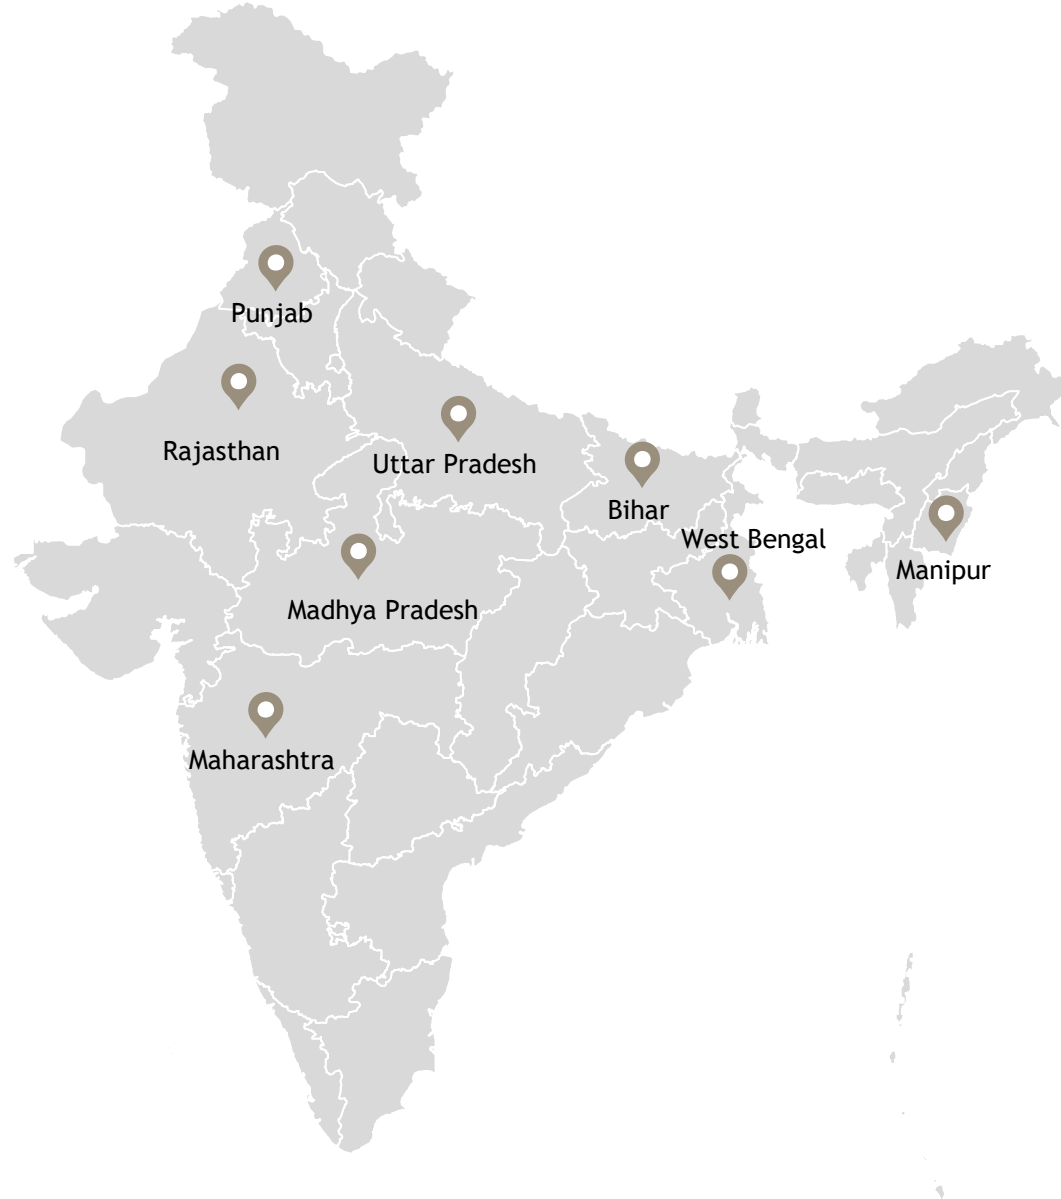 Punjab
Rajasthan
Uttar Pradesh
Bihar
West Bengal
Manipur
Madhya Pradesh
Maharashtra